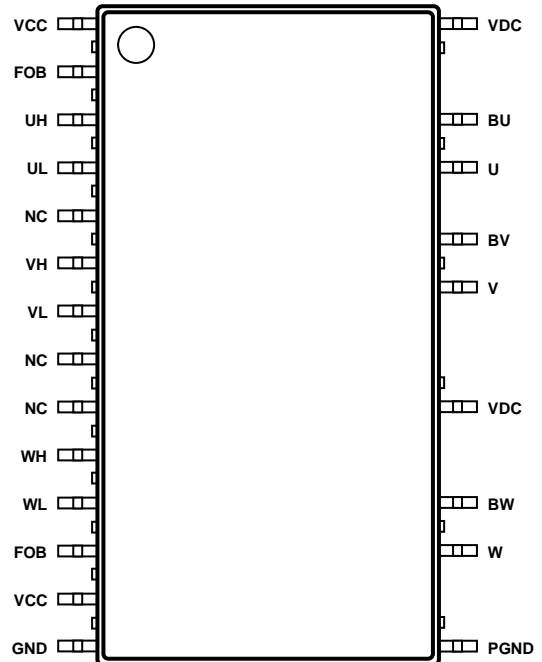 VCC VDC
FOB
UH BU
UL U
NC
BV
VH
V
VL
NC
NC VDC
WH
WL BW
FOB W
VCC
GND PGND